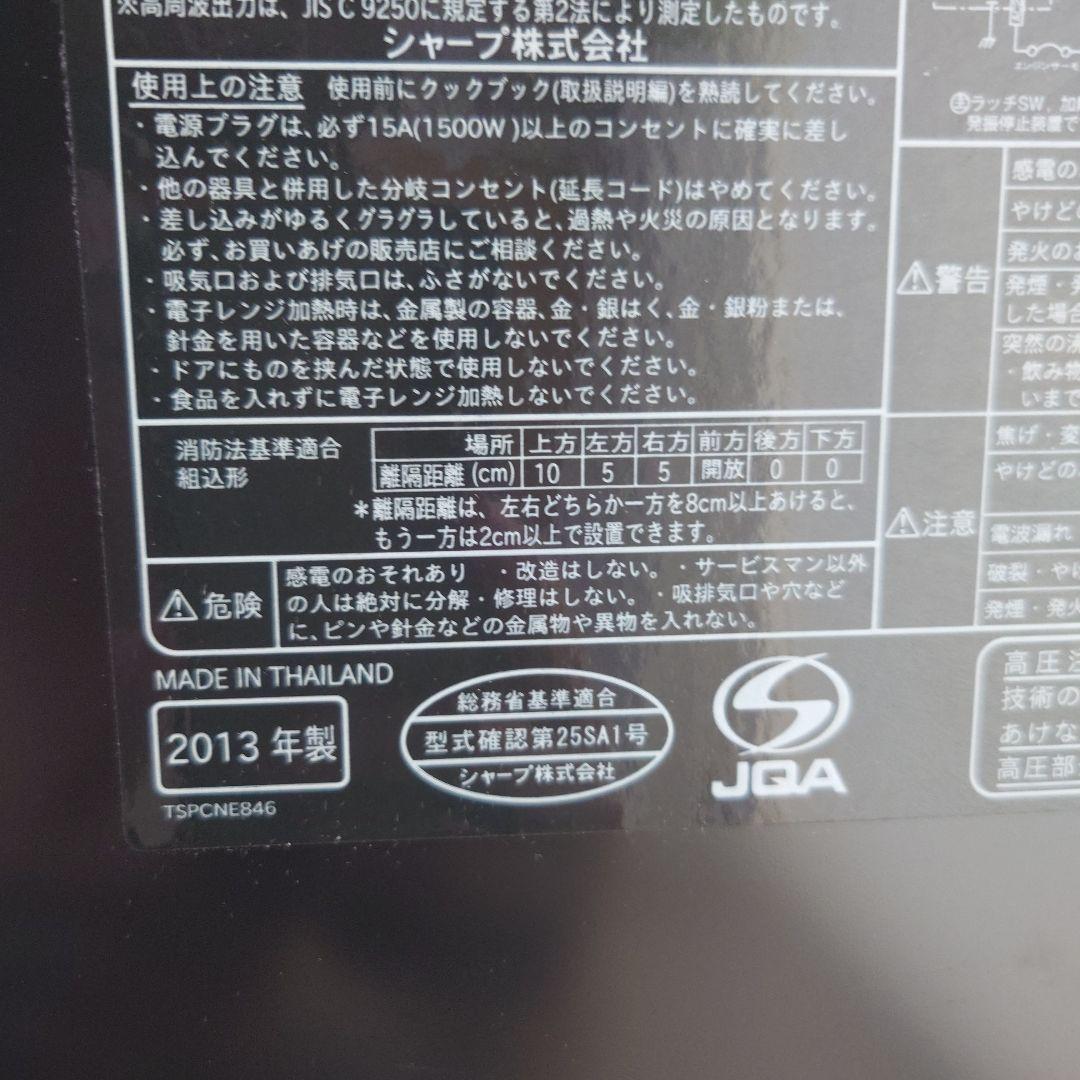 ※高周波出力は、JIS C 9250に規定する第2法により測定したものです。
シャープ株式会社
使用上の注意 使用前にクックブック(取扱説明編)を熟読してください。
・電源プラグは、必ず15A(1500W)以上のコンセントに確実に差し
込んでください。
・他の器具と併用した分岐コンセント(延長コード)はやめてください。
・差し込みがゆるくグラグラしていると、過熱や火災の原因となります。
必ず、お買いあげの販売店にご相談ください。
・吸気口および排気口は、ふさがないでください。
・電子レンジ加熱時は、金属製の容器、金・銀はく、金・銀粉または、
針金を用いた容器などを使用しないでください。
・ドアにものを挟んだ状態で使用しないでください。
・食品を入れずに電子レンジ加熱しないでください。
消防法基準適合
組込形
場所 上方 左方 右方 前方 後方 下方
離隔距離(cm) 10 5 5 開放 0 0
*離隔距離は、左右どちらか一方を8cm以上あけると、
もう一方は2cm以上で設置できます。
⚠危険
感電のおそれあり ・改造はしない。・サービスマン以外
の人は絶対に分解・修理はしない。・吸排気口や穴など
に、ピンや針金などの金属物や異物を入れない。
MADE IN THAILAND
2013年製
TSPCNE846
総務省基準適合
型式確認第25SA1号
シャープ株式会社
JQA
エンジンサーモ
主ラッチSW, 加
発振停止装置で
⚠警告
感電の
やけどの
発火のお
発煙・発
した場合
突然の沸
・飲み物
いまで
⚠注意
焦げ・変
やけどの
電波漏れ
破裂・やけ
発煙・発火
高圧注
技術の
あけな
高圧部